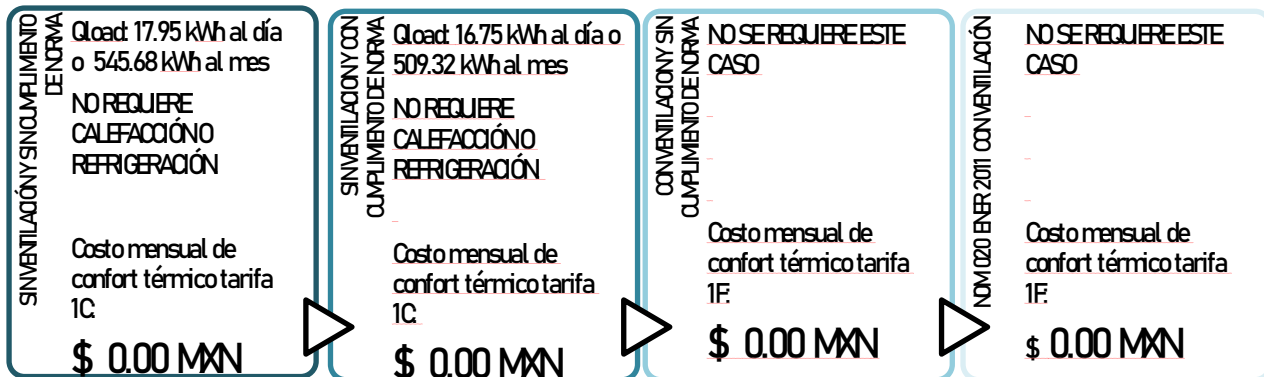 SIN VENTILACIÓN Y SIN CUMPLIMIENTO
DE NORMA
Qload: 17.95 kWh al día
o 545.68 kWh al mes
NO REQUIERE
CALEFACCIÓN O
REFRIGERACIÓN
Costo mensual de
confort térmico tarifa
1C:
$ 0.00 MXN
SIN VENTILACION Y CON
CUMPLIMIENTO DE NORMA
Qload: 16.75 kWh al día o
509.32 kWh al mes
NO REQUIERE
CALEFACCIÓN O
REFRIGERACIÓN
Costo mensual de
confort térmico tarifa
1C:
$ 0.00 MXN
CON VENTILACION Y SIN
CUMPLIMIENTO DE NORMA
NO SE REQUIERE ESTE
CASO
Costo mensual de
confort térmico tarifa
1F:
$ 0.00 MXN
NOM 020 ENER 2011 CON VENTILACIÓN
NO SE REQUIERE ESTE
CASO
Costo mensual de
confort térmico tarifa
1F:
$ 0.00 MXN